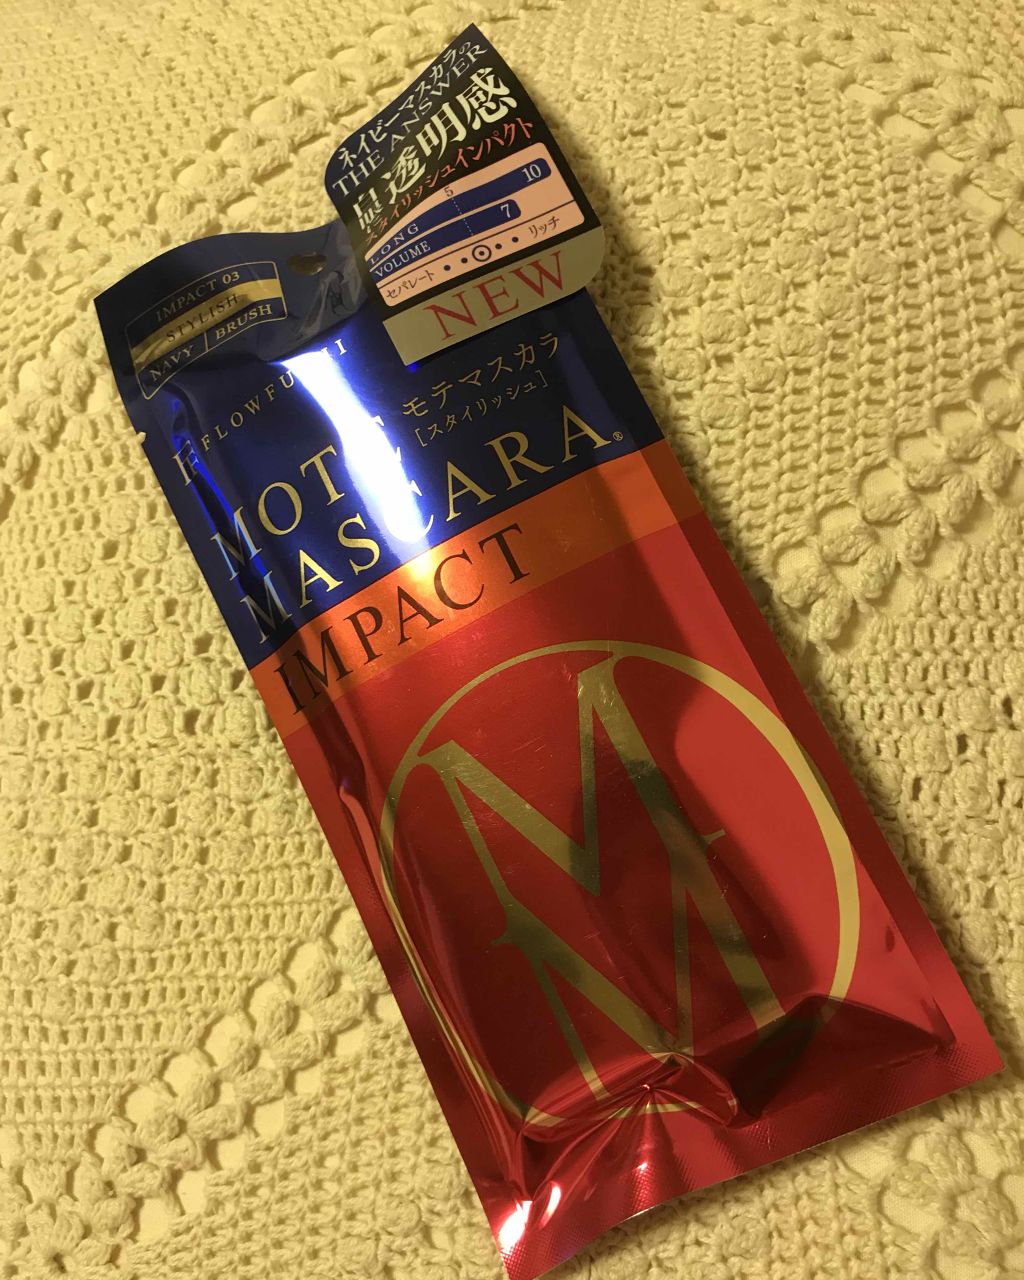 ネイビーマスカラの
THE ANSWER
透明感
スタイリッシュインパクト
5
LONG 10
VOLUME 7
セパレート リッチ
NEW
IMPACT 03
STYLISH
NAVY / BRUSH
モテマスカラ
[スタイリッシュ]
MOTE
MASCARA®
IMPACT
MM